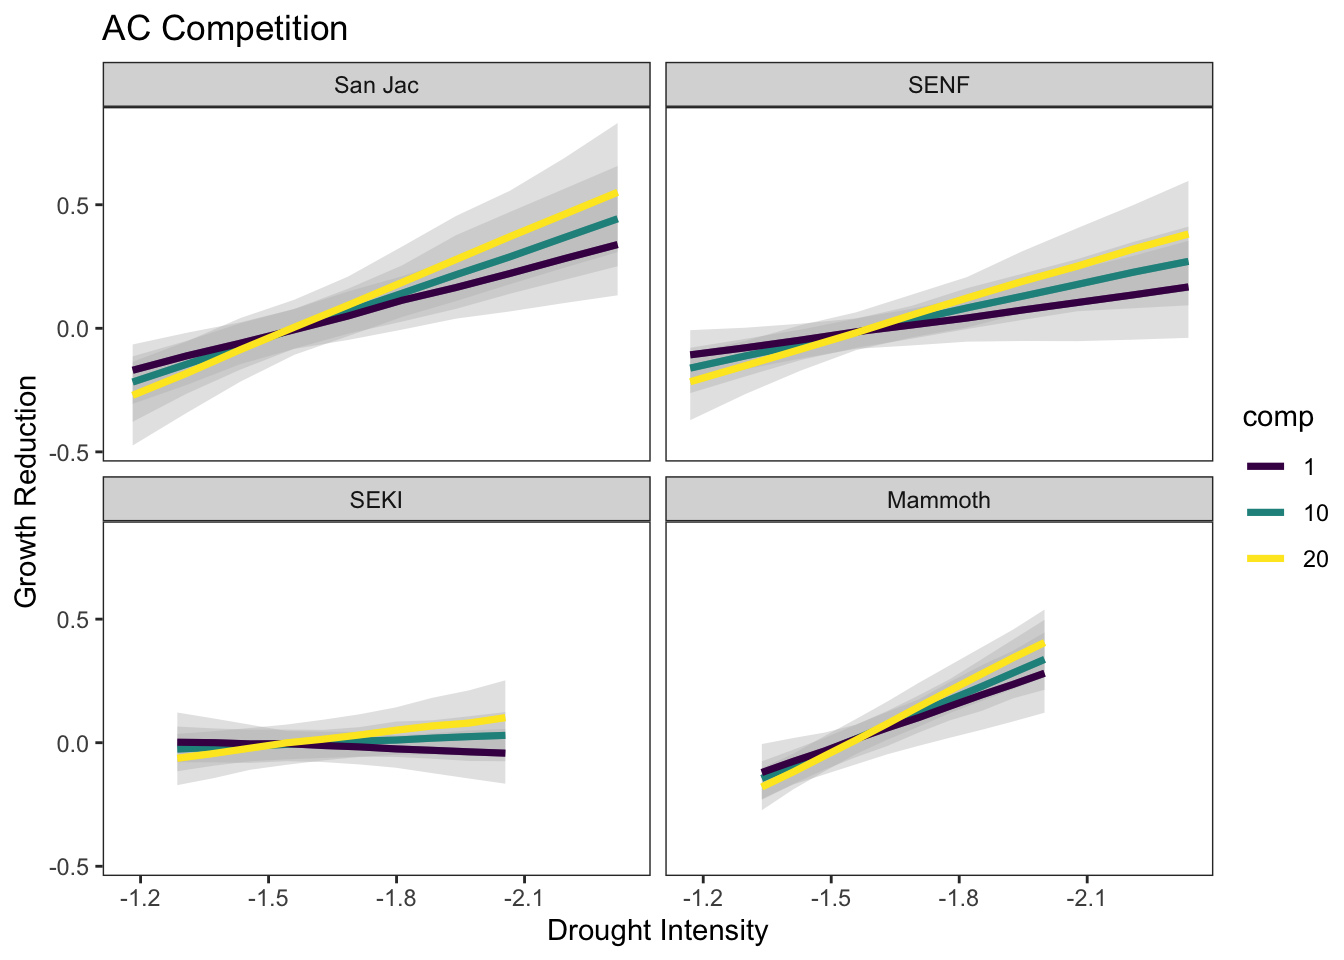 AC Competition
San Jac
SENF
0.5
0.0
-0.5
SEKI
Mammoth
0.5
0.0
-0.5
-1.2
-1.5
-1.8
-2.1
-1.2
-1.5
-1.8
-2.1
Drought Intensity
Growth Reduction
comp
1
10
20